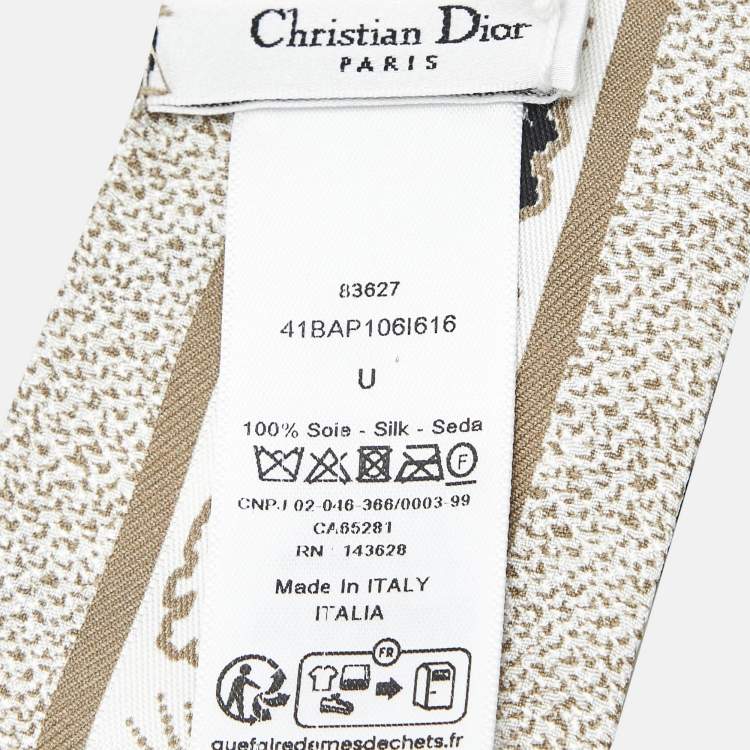 Christian Dior
PARIS
83627
41BAP106I616
U
100% Soie - Silk - Seda
F
CNPJ 02-046-366/0003-99
CA65281
RN : 143628
Made In ITALY
ITALIA
FR
quefairedemesdechets.fr